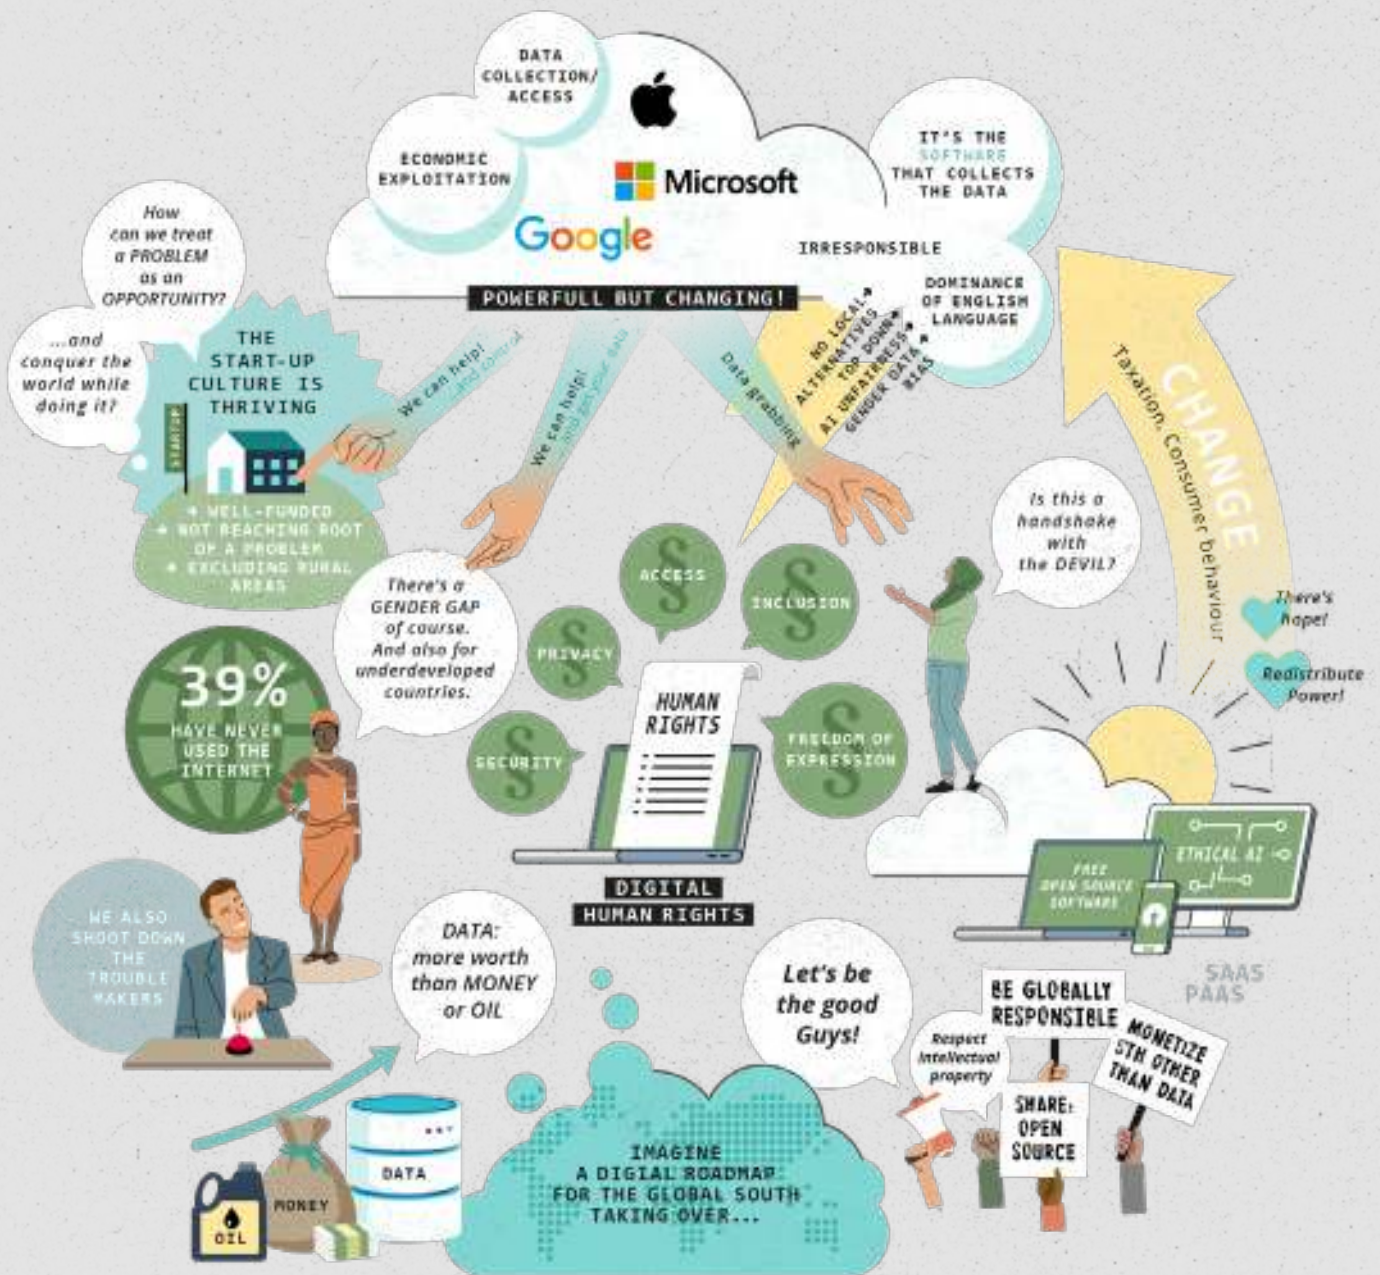 DATA
COLLECTION/
ACCESS
ECONOMIC
EXPLOITATION
Microsoft
Google
IT'S THE
SOFTWARE
THAT COLLECTS
THE DATA
IRRESPONSIBLE
DOMINANCE
OF ENGLISH
LANGUAGE
POWERFULL BUT CHANGING!
NO LOCAL
ALTERNATIVES
TOP DOWN
AI UNFAIRNESS
GENDER DATA
BIAS
How
can we treat
a PROBLEM
as an
OPPORTUNITY?
...and
conquer the
world while
doing it?
THE
START-UP
CULTURE IS
THRIVING
STARTUP
+ WELL-FUNDED
+ NOT REACHING ROOT
OF A PROBLEM
+ EXCLUDING RURAL
AREAS
We can help!
...and control
We can help!
and get your data
Data grabbing
CHANGE
Taxation. Consumer behaviour
There's
hope!
Redistribute
Power!
Is this a
handshake
with
the DEVIL?
There's a
GENDER GAP
of course.
And also for
underdeveloped
countries.
39%
HAVE NEVER
USED THE
INTERNET
ACCESS
INCLUSION
PRIVACY
SECURITY
FREEDOM OF
EXPRESSION
HUMAN
RIGHTS
DIGITAL
HUMAN RIGHTS
FREE
OPEN SOURCE
SOFTWARE
ETHICAL AI
SAAS
PAAS
WE ALSO
SHOOT DOWN
THE
TROUBLE
MAKERS
DATA:
more worth
than MONEY
or OIL
OIL
MONEY
DATA
IMAGINE
A DIGIAL ROADMAP
FOR THE GLOBAL SOUTH
TAKING OVER...
Let's be
the good
Guys!
Respect
intellectual
property
BE GLOBALLY
RESPONSIBLE
MONETIZE
STH OTHER
THAN DATA
SHARE:
OPEN
SOURCE